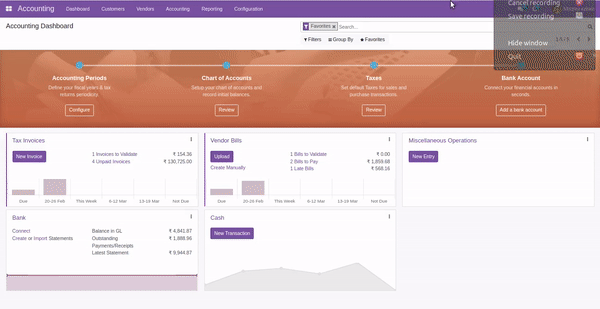 Accounting Dashboard Customers Vendors Accounting Reporting Configuration
Cancel recording
Save recording
Hide window
Quit
Accounting Dashboard
Favorites × Search...
Filters Group By Favorites
Accounting Periods
Define your fiscal years & tax
returns periodicity.
Configure
Chart of Accounts
Setup your chart of accounts and
record initial balances.
Review
Taxes
Set default Taxes for sales and
purchase transactions.
Review
Bank Account
Connect your financial accounts in
seconds.
Add a bank account
Tax Invoices
New Invoice
1 Invoices to Validate ₹ 154.36
4 Unpaid Invoices ₹ 130,725.00
Due 20-26 Feb This Week 6-12 Mar 13-19 Mar Not Due
Vendor Bills
Upload
Create Manually
1 Bills to Validate ₹ 0.00
2 Bills to Pay ₹ 1,859.68
1 Late Bills ₹ 568.16
Due 20-26 Feb This Week 6-12 Mar 13-19 Mar Not Due
Miscellaneous Operations
New Entry
Bank
Connect
Create or Import Statements
Balance in GL ₹ 4,841.87
Outstanding ₹ 1,888.96
Payments/Receipts
Latest Statement ₹ 9,944.87
Cash
New Transaction